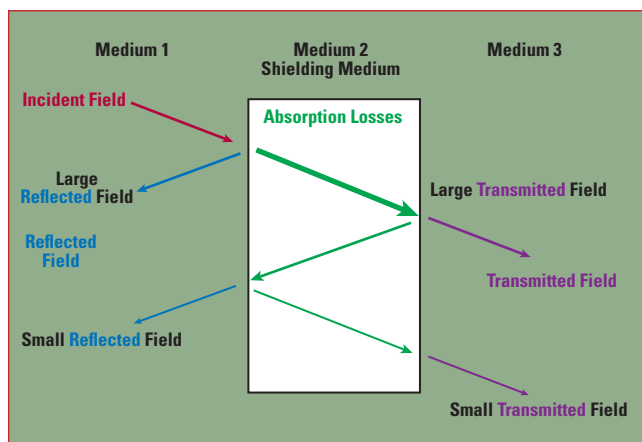 Medium 1
Medium 2
Shielding Medium
Medium 3
Incident Field
Absorption Losses
Large
Reflected Field
Large Transmitted Field
Reflected
Field
Transmitted Field
Small Reflected Field
Small Transmitted Field